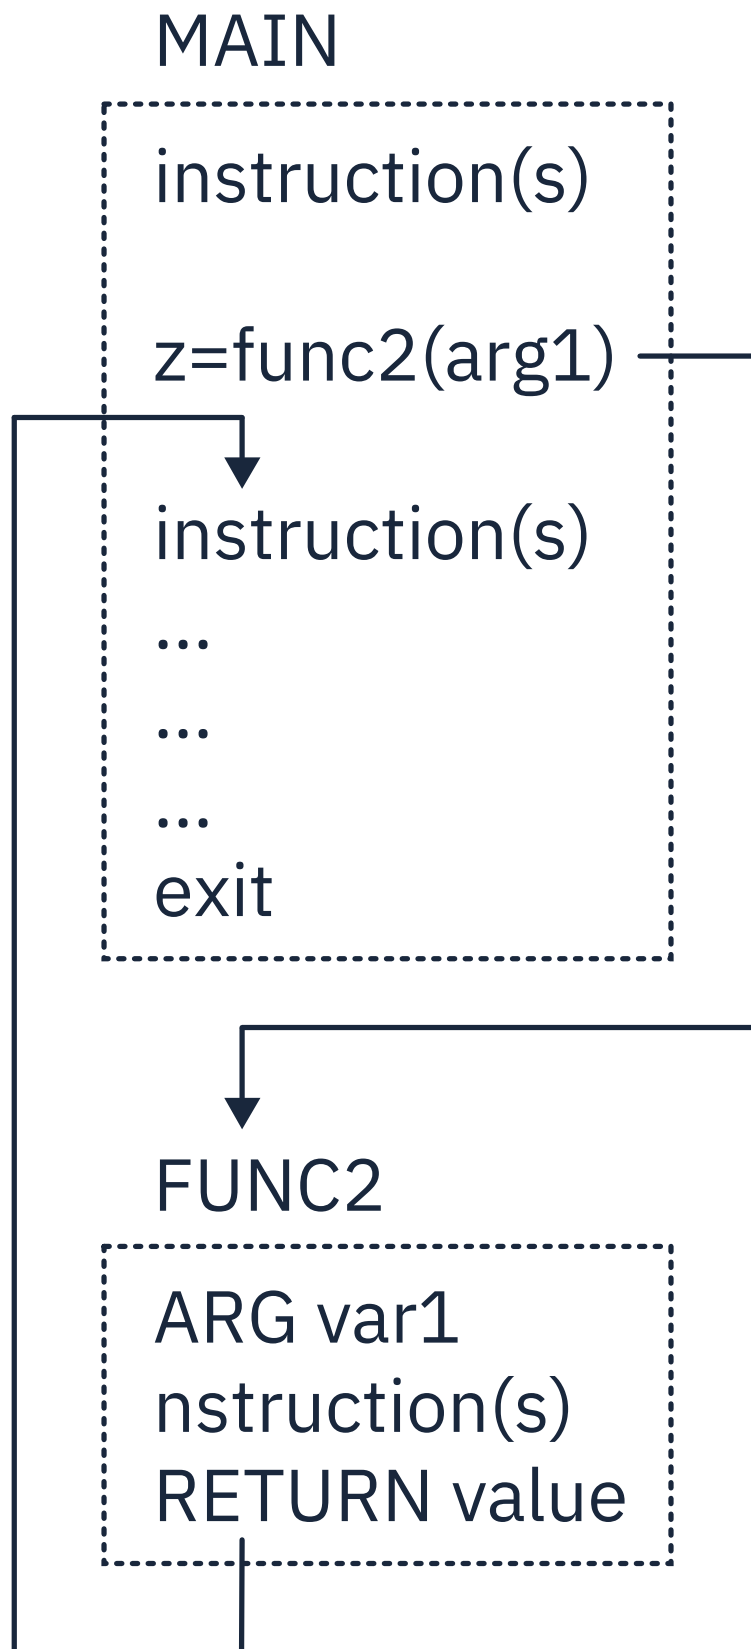 MAIN
instruction(s)
z=func2(arg1)
instruction(s)
...
...
...
exit
FUNC2
ARG var1
nstruction(s)
RETURN value